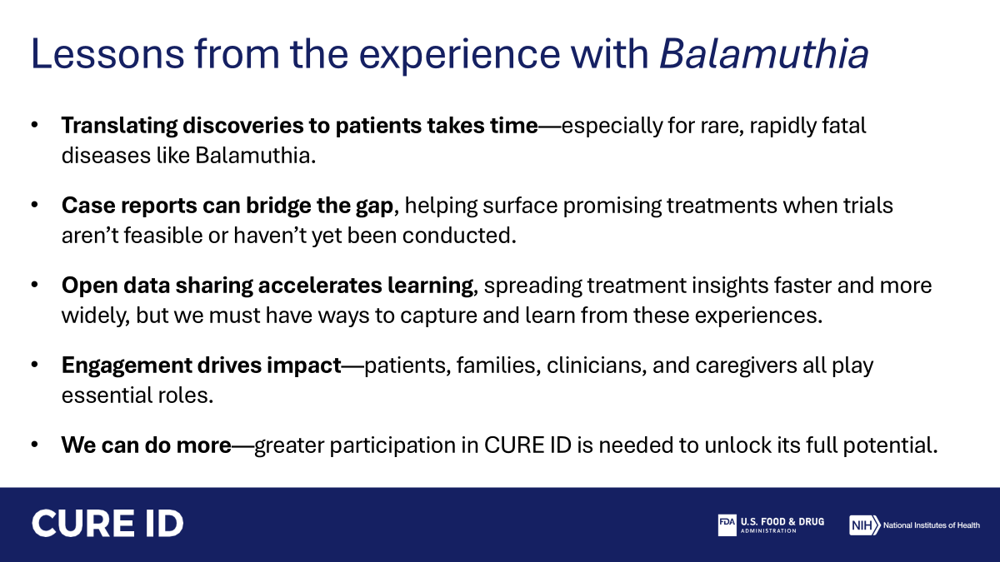 Lessons from the experience with Balamuthia
• Translating discoveries to patients takes time—especially for rare, rapidly fatal
diseases like Balamuthia.
• Case reports can bridge the gap, helping surface promising treatments when trials
aren’t feasible or haven’t yet been conducted.
• Open data sharing accelerates learning, spreading treatment insights faster and more
widely, but we must have ways to capture and learn from these experiences.
• Engagement drives impact—patients, families, clinicians, and caregivers all play
essential roles.
• We can do more—greater participation in CURE ID is needed to unlock its full potential.
CURE ID
FDA U.S. FOOD & DRUG
ADMINISTRATION
NIH National Institutes of Health